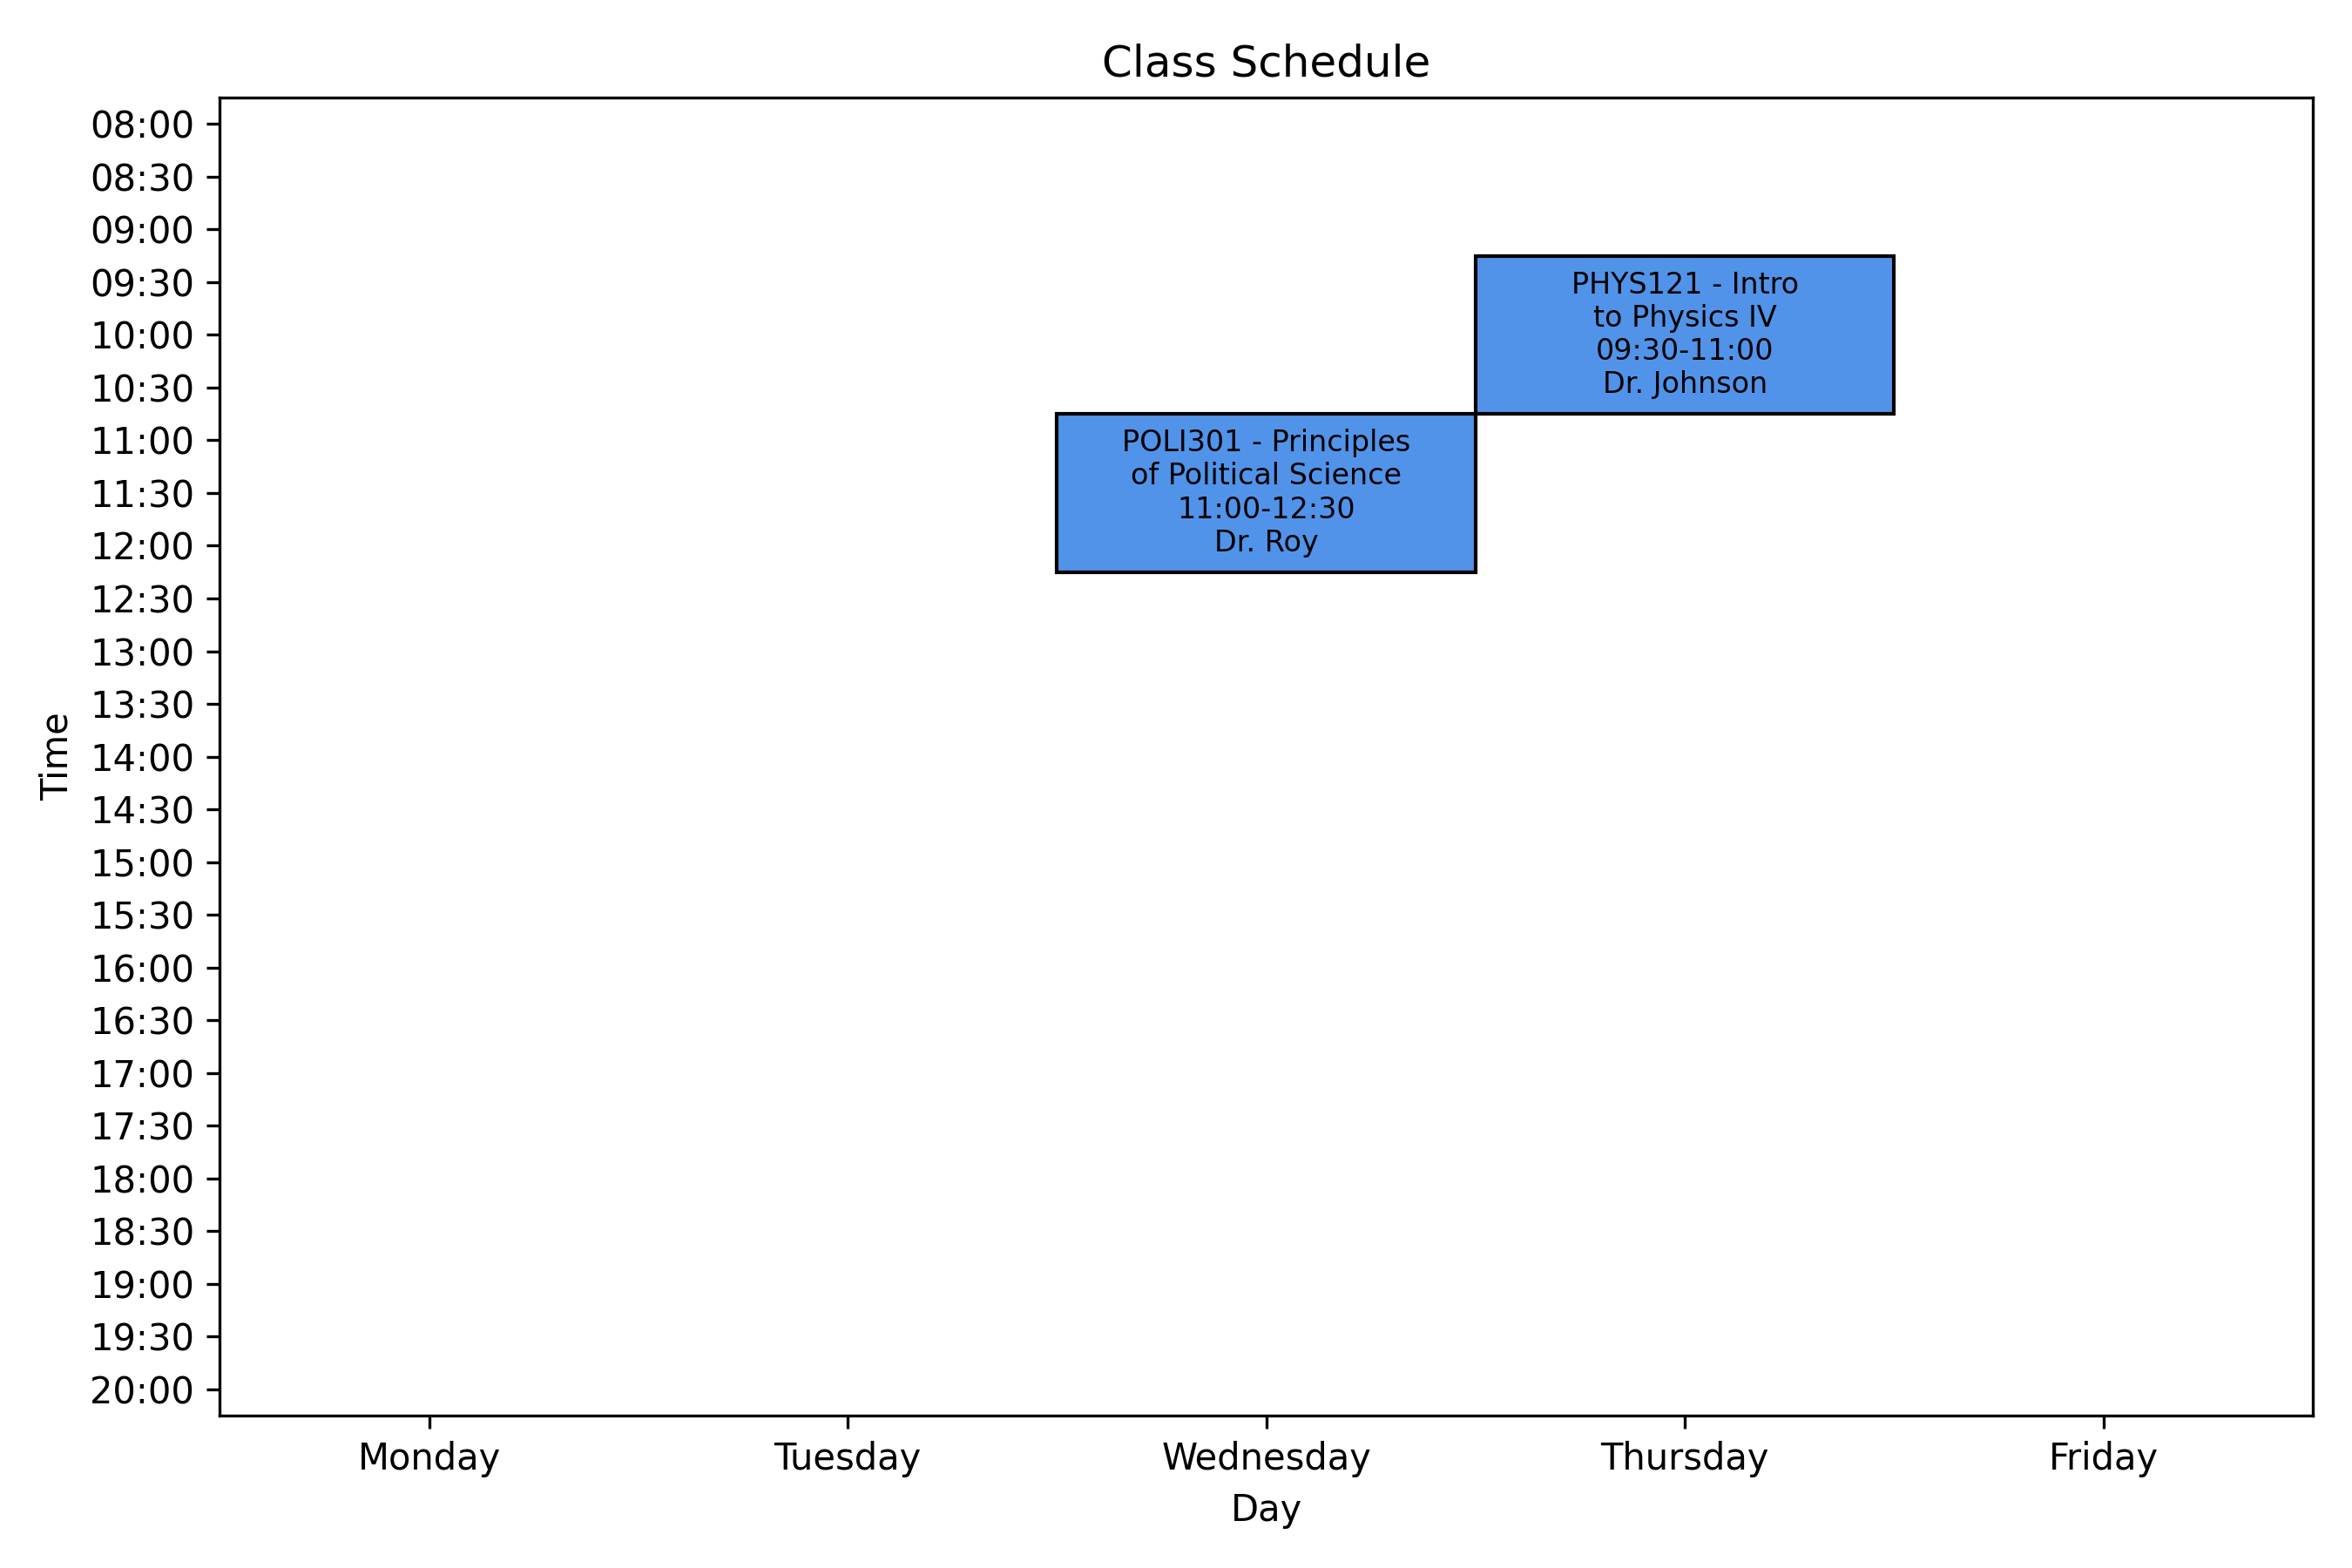 Class Schedule
Time
08:00
08:30
09:00
09:30
10:00
10:30
11:00
11:30
12:00
12:30
13:00
13:30
14:00
14:30
15:00
15:30
16:00
16:30
17:00
17:30
18:00
18:30
19:00
19:30
20:00
POLI301 - Principles
of Political Science
11:00-12:30
Dr. Roy
PHYS121 - Intro
to Physics IV
09:30-11:00
Dr. Johnson
Monday
Tuesday
Wednesday
Thursday
Friday
Day